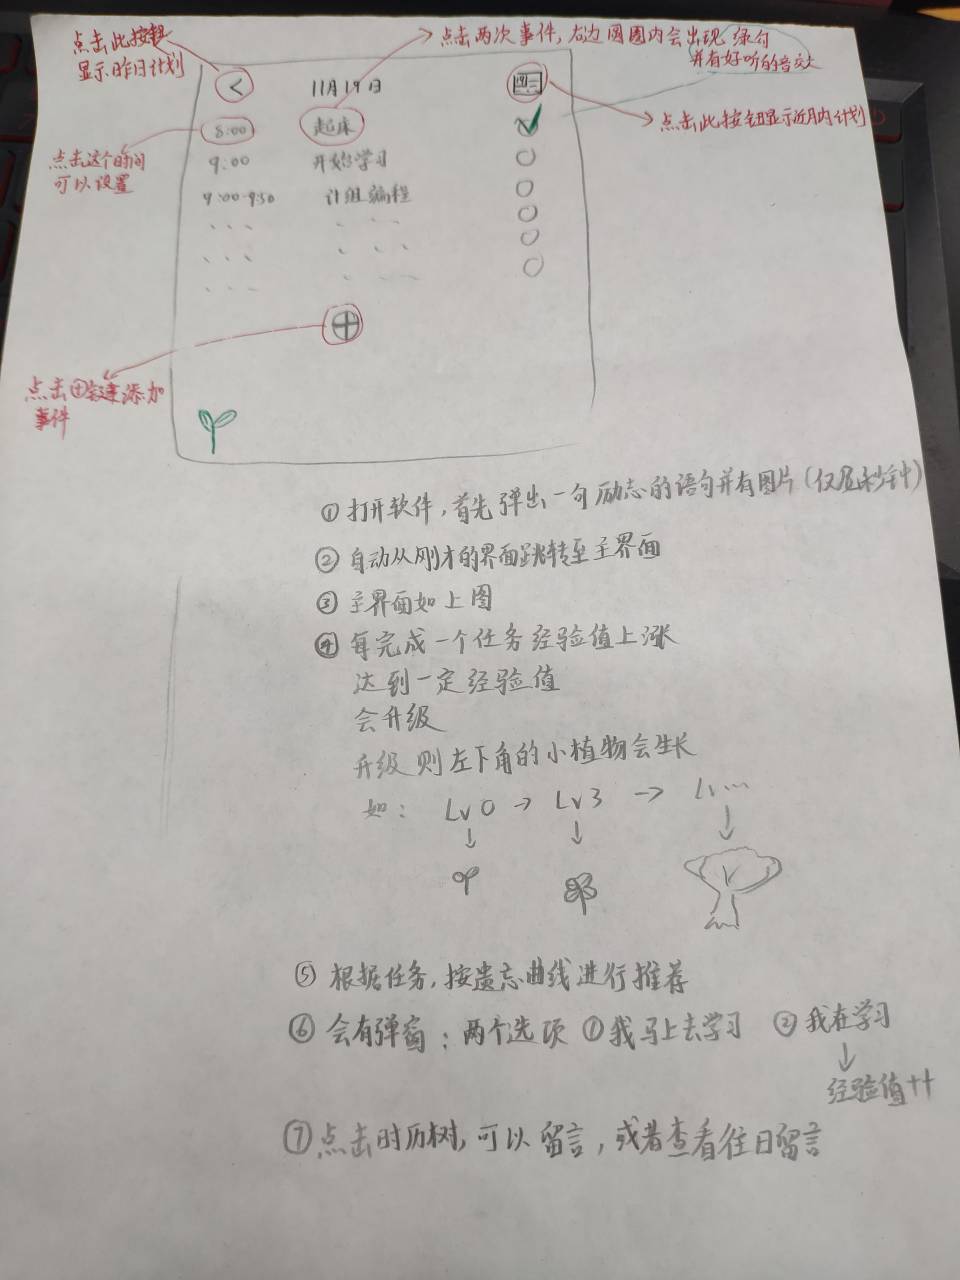 点击此按钮
显示昨日计划
点击两次事件,右边圆圈内会出现 绿勾
并有好听的音效
<
11月19日
点击此按钮显示近月内计划
8:00 起床
点击这个时间
可以设置
9:00 开始学习
9:00-9:50 计组编程
点击⊕键添加
事件
① 打开软件,首先弹出一句励志的语句并有图片(仅显秒钟)
② 自动从刚才的界面跳转至主界面
③ 主界面如上图
④ 每完成一个任务经验值上涨
达到一定经验值
会升级
升级则左下角的小植物会生长
如: Lv0 → Lv3 → Lv...
⑤ 根据任务,按遗忘曲线进行推荐
⑥ 会有弹窗:两个选项 ①我马上去学习 ②我在学习
经验值++
⑦ 点击时历树,可以留言,或者查看往日留言